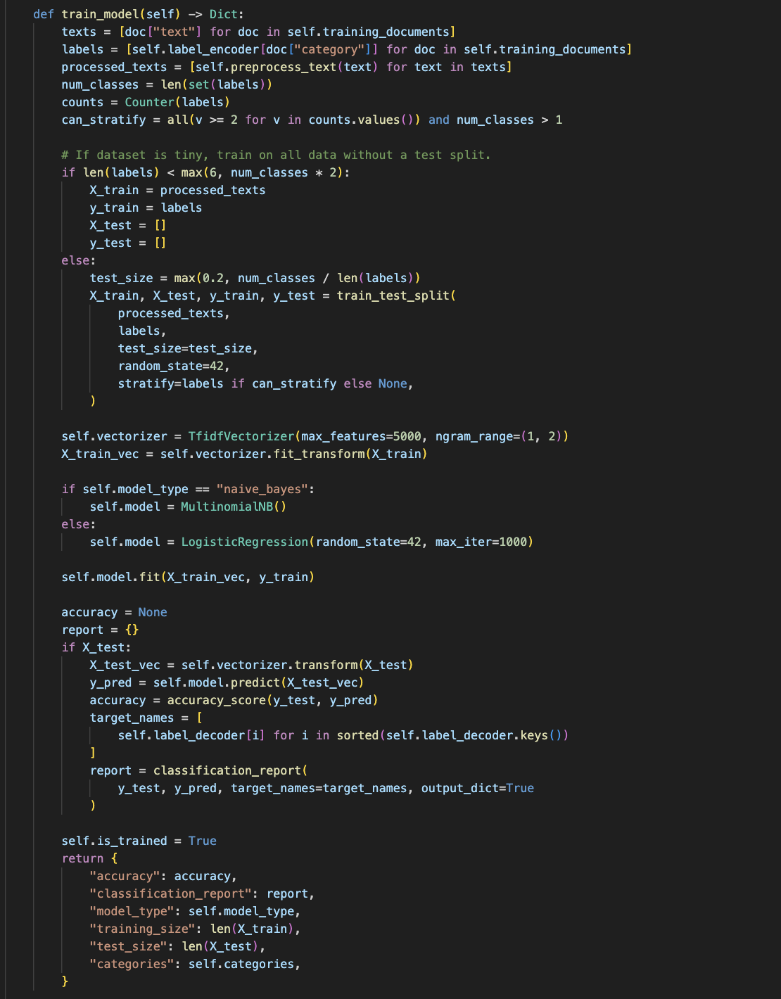 def train_model(self) -> Dict:
    texts = [doc["text"] for doc in self.training_documents]
    labels = [self.label_encoder[doc["category"]] for doc in self.training_documents]
    processed_texts = [self.preprocess_text(text) for text in texts]
    num_classes = len(set(labels))
    counts = Counter(labels)
    can_stratify = all(v >= 2 for v in counts.values()) and num_classes > 1

    # If dataset is tiny, train on all data without a test split.
    if len(labels) < max(6, num_classes * 2):
        X_train = processed_texts
        y_train = labels
        X_test = []
        y_test = []
    else:
        test_size = max(0.2, num_classes / len(labels))
        X_train, X_test, y_train, y_test = train_test_split(
            processed_texts,
            labels,
            test_size=test_size,
            random_state=42,
            stratify=labels if can_stratify else None,
        )

    self.vectorizer = TfidfVectorizer(max_features=5000, ngram_range=(1, 2))
    X_train_vec = self.vectorizer.fit_transform(X_train)

    if self.model_type == "naive_bayes":
        self.model = MultinomialNB()
    else:
        self.model = LogisticRegression(random_state=42, max_iter=1000)

    self.model.fit(X_train_vec, y_train)

    accuracy = None
    report = {}
    if X_test:
        X_test_vec = self.vectorizer.transform(X_test)
        y_pred = self.model.predict(X_test_vec)
        accuracy = accuracy_score(y_test, y_pred)
        target_names = [
            self.label_decoder[i] for i in sorted(self.label_decoder.keys())
        ]
        report = classification_report(
            y_test, y_pred, target_names=target_names, output_dict=True
        )

    self.is_trained = True
    return {
        "accuracy": accuracy,
        "classification_report": report,
        "model_type": self.model_type,
        "training_size": len(X_train),
        "test_size": len(X_test),
        "categories": self.categories,
    }